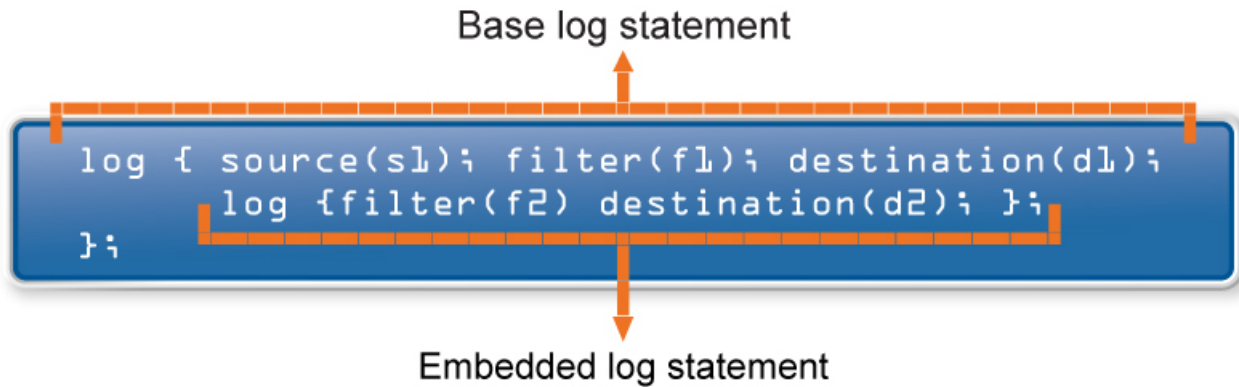 Base log statement
log { source(s1); filter(f1); destination(d1);
log {filter(f2) destination(d2); };
};
Embedded log statement